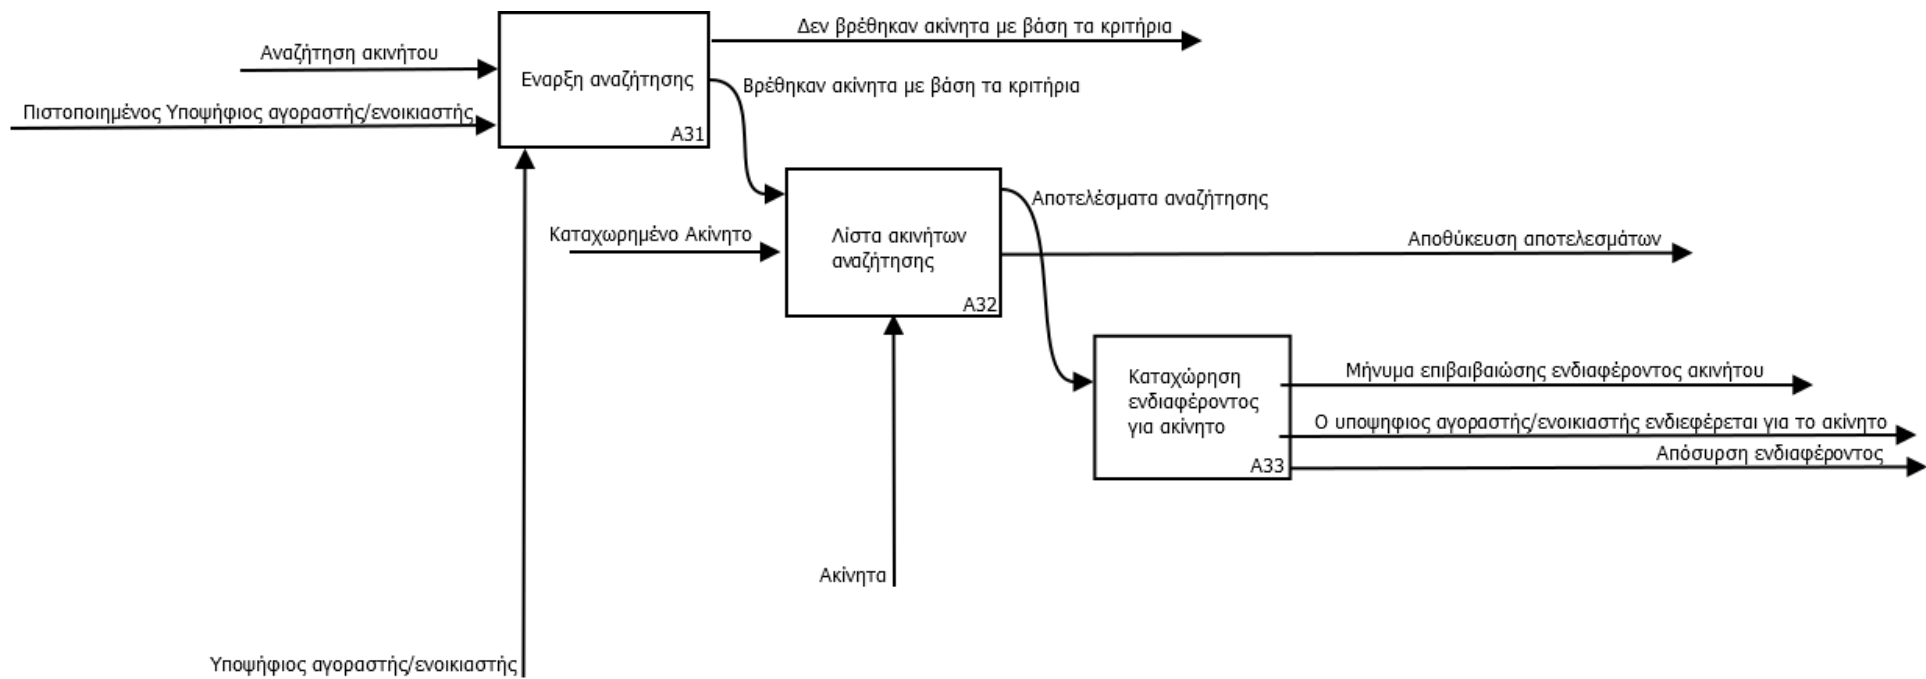 Δεν βρέθηκαν ακίνητα με βάση τα κριτήρια
Αναζήτηση ακινήτου
Εναρξη αναζήτησης
Βρέθηκαν ακίνητα με βάση τα κριτήρια
Πιστοποιημένος Υποψήφιος αγοραστής/ενοικιαστής
A31
Αποτελέσματα αναζήτησης
Καταχωρημένο Ακίνητο
Λίστα ακινήτων
αναζήτησης
Αποθύκευση αποτελεσμάτων
A32
Καταχώρηση
ενδιαφέροντος
για ακίνητο
Μήνυμα επιβαιβαιώσης ενδιαφέροντος ακινήτου
Ο υποψηφιος αγοραστής/ενοικιαστής ενδιεφέρεται για το ακίνητο
Απόσυρση ενδιαφέροντος
A33
Ακίνητα
Υποψήφιος αγοραστής/ενοικιαστής